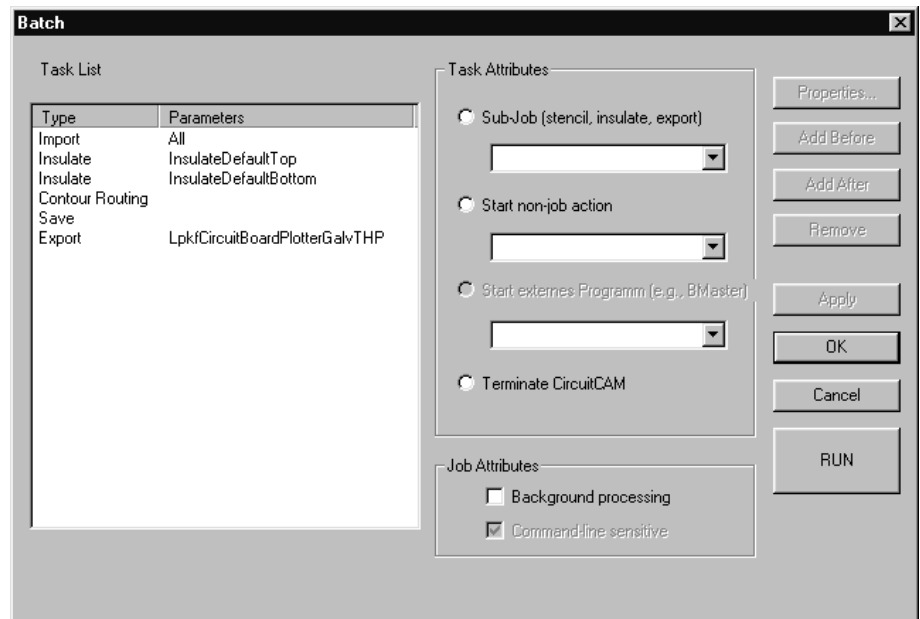 Batch
Task List
Type Parameters
Import All
Insulate InsulateDefaultTop
Insulate InsulateDefaultBottom
Contour Routing
Save
Export LpkfCircuitBoardPlotterGalvTHP
Task Attributes
Sub-Job (stencil, insulate, export)
Start non-job action
Start externes Programm (e.g., BMaster)
Terminate CircuitCAM
Job Attributes
Background processing
Command-line sensitive
Properties...
Add Before
Add After
Remove
Apply
OK
Cancel
RUN